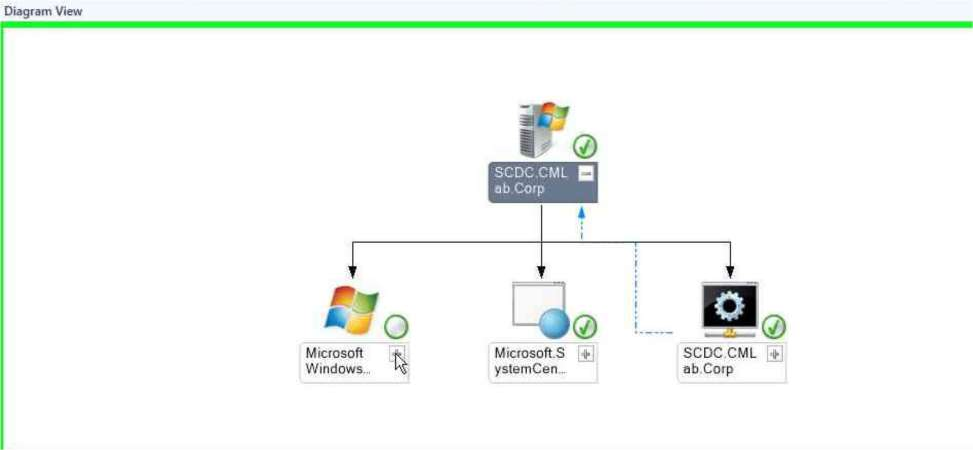 Diagram View
SCDC.CML
ab.Corp
Microsoft
Windows...
Microsoft.S
ystemCen...
SCDC.CML
ab.Corp